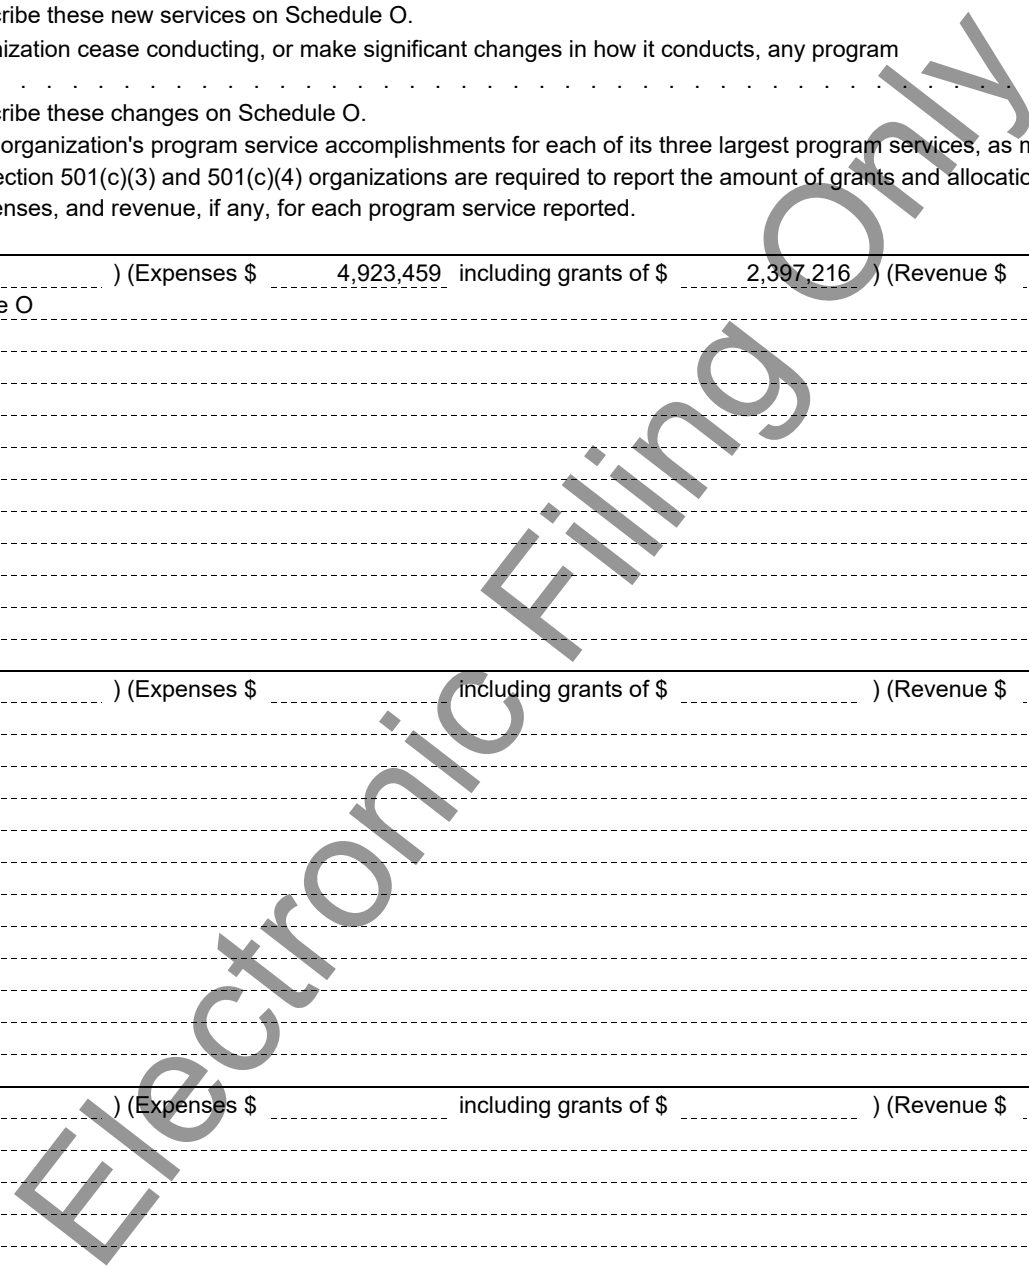 ribe these new services on Schedule O.
nization cease conducting, or make significant changes in how it conducts, any program
. . . . . . . . . . . . . . . . . . . . . . . . . . . . . . . . . . . . . . .
ribe these changes on Schedule O.
organization's program service accomplishments for each of its three largest program services, as m
ection 501(c)(3) and 501(c)(4) organizations are required to report the amount of grants and allocatio
enses, and revenue, if any, for each program service reported.
) (Expenses $ 4,923,459 including grants of $ 2,397,216 ) (Revenue $
e O
) (Expenses $ including grants of $ ) (Revenue $
) (Expenses $ including grants of $ ) (Revenue $
Electronic Filing Only